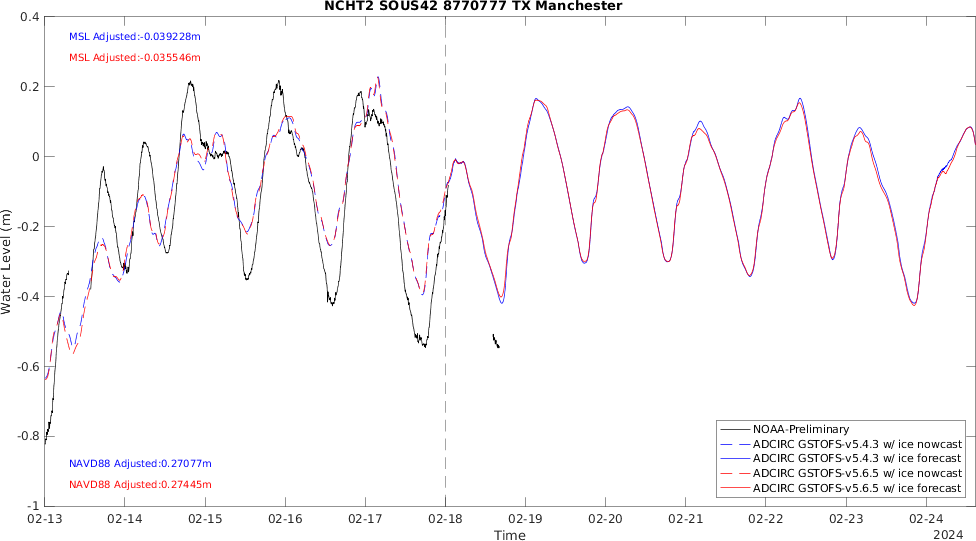 NCHT2 SOUS42 8770777 TX Manchester
MSL Adjusted:-0.039228m
MSL Adjusted:-0.035546m
Water Level (m)
0.4
0.2
0
-0.2
-0.4
-0.6
-0.8
-1
NAVD88 Adjusted:0.27077m
NAVD88 Adjusted:0.27445m
NOAA-Preliminary
ADCIRC GSTOFS-v5.4.3 w/ ice nowcast
ADCIRC GSTOFS-v5.4.3 w/ ice forecast
ADCIRC GSTOFS-v5.6.5 w/ ice nowcast
ADCIRC GSTOFS-v5.6.5 w/ ice forecast
02-13 02-14 02-15 02-16 02-17 02-18 02-19 02-20 02-21 02-22 02-23 02-24
Time
2024